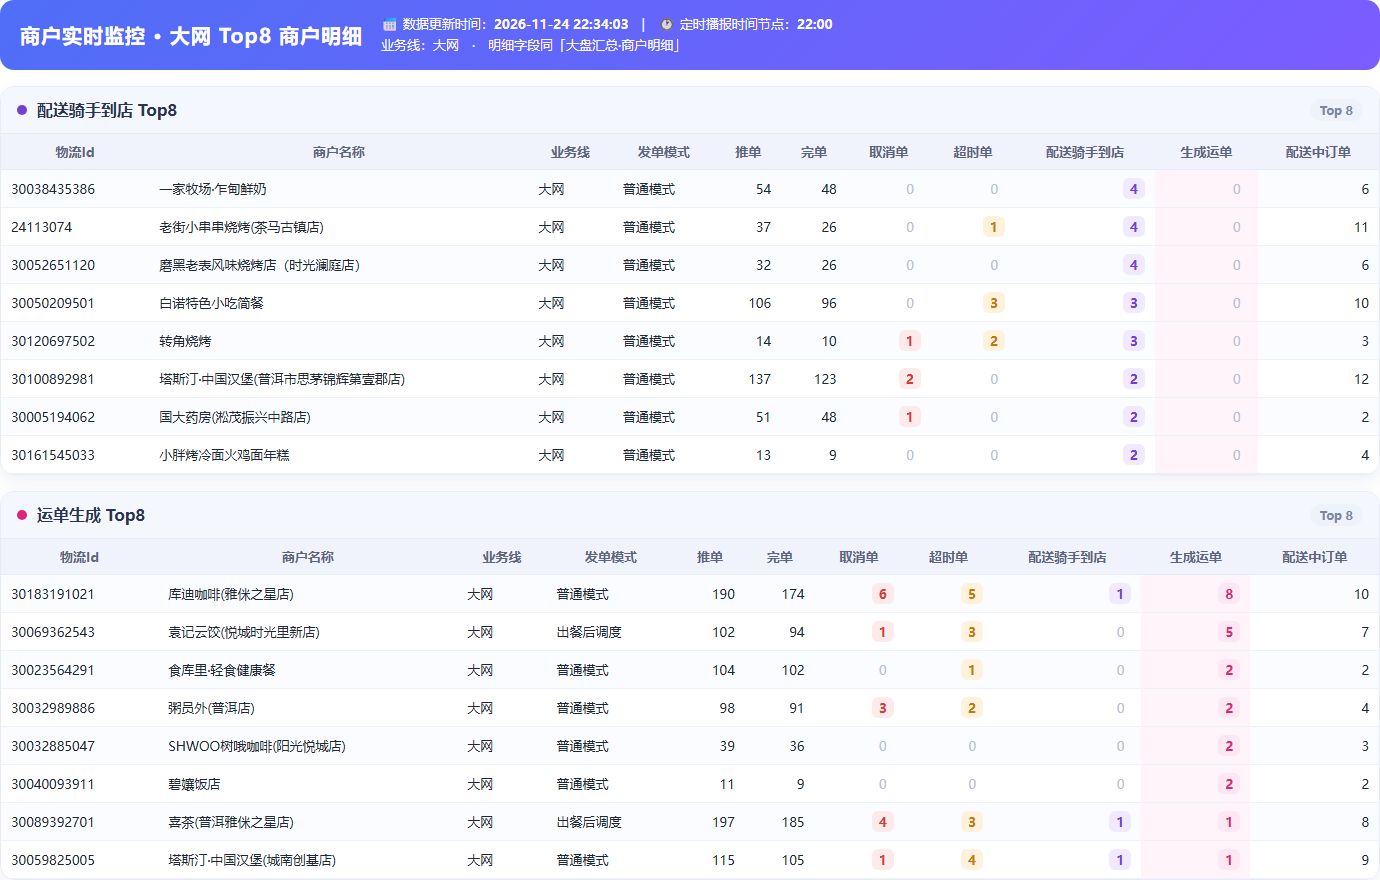 商户实时监控 • 大网 Top8 商户明细
数据更新时间：2026-11-24 22:34:03 | 定时播报时间节点：22:00
业务线：大网 · 明细字段同「大盘汇总·商户明细」
配送骑手到店 Top8 Top 8
物流Id 商户名称 业务线 发单模式 推单 完单 取消单 超时单 配送骑手到店 生成运单 配送中订单
30038435386 一家牧场·乍甸鲜奶 大网 普通模式 54 48 0 0 4 0 6
24113074 老街小串串烧烤(茶马古镇店) 大网 普通模式 37 26 0 1 4 0 11
30052651120 磨黑老表风味烧烤店（时光澜庭店） 大网 普通模式 32 26 0 0 4 0 6
30050209501 白诺特色小吃简餐 大网 普通模式 106 96 0 3 3 0 10
30120697502 转角烧烤 大网 普通模式 14 10 1 2 3 0 3
30100892981 塔斯汀·中国汉堡(普洱市思茅锦辉第壹郡店) 大网 普通模式 137 123 2 0 2 0 12
30005194062 国大药房(淞茂振兴中路店) 大网 普通模式 51 48 1 0 2 0 2
30161545033 小胖烤冷面火鸡面年糕 大网 普通模式 13 9 0 0 2 0 4
运单生成 Top8 Top 8
物流Id 商户名称 业务线 发单模式 推单 完单 取消单 超时单 配送骑手到店 生成运单 配送中订单
30183191021 库迪咖啡(雅侎之星店) 大网 普通模式 190 174 6 5 1 8 10
30069362543 袁记云饺(悦城时光里新店) 大网 出餐后调度 102 94 1 3 0 5 7
30023564291 食库里·轻食健康餐 大网 普通模式 104 102 0 1 0 2 2
30032989886 粥员外(普洱店) 大网 普通模式 98 91 3 2 0 2 4
30032885047 SHWOO树哦咖啡(阳光悦城店) 大网 普通模式 39 36 0 0 0 2 3
30040093911 碧孃饭店 大网 普通模式 11 9 0 0 0 2 2
30089392701 喜茶(普洱雅侎之星店) 大网 出餐后调度 197 185 4 3 1 1 8
30059825005 塔斯汀·中国汉堡(城南创基店) 大网 普通模式 115 105 1 4 1 1 9